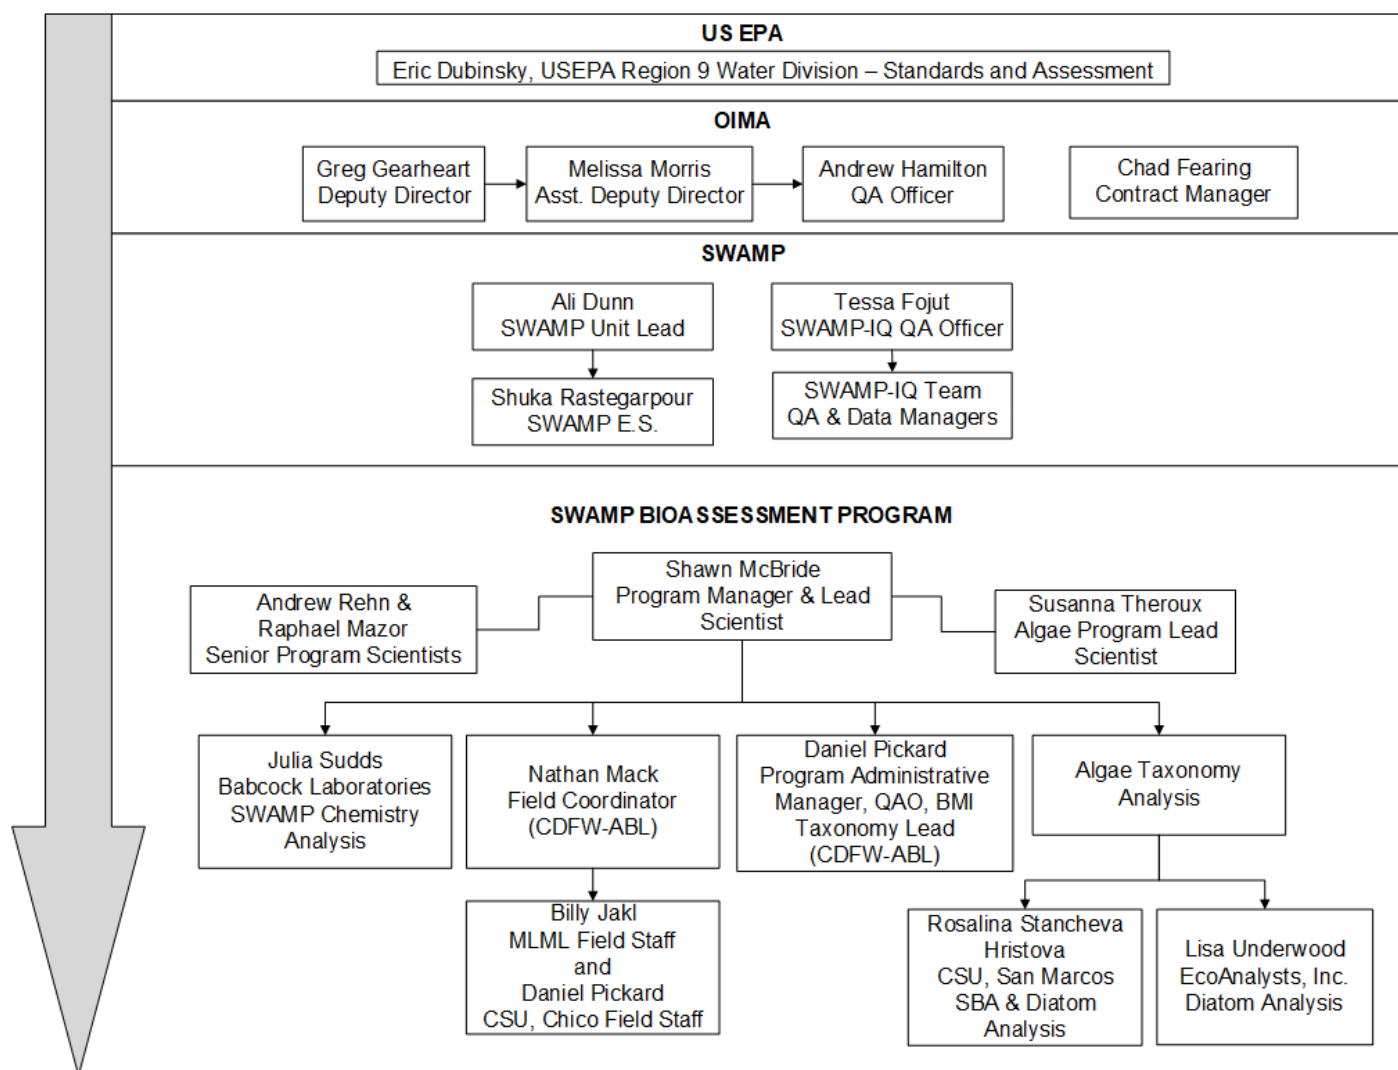 US EPA
Eric Dubinsky, USEPA Region 9 Water Division – Standards and Assessment
OIMA
Greg Gearheart
Deputy Director
Melissa Morris
Asst. Deputy Director
Andrew Hamilton
QA Officer
Chad Fearing
Contract Manager
SWAMP
Ali Dunn
SWAMP Unit Lead
Tessa Fojut
SWAMP-IQ QA Officer
Shuka Rastegarpour
SWAMP E.S.
SWAMP-IQ Team
QA & Data Managers
SWAMP BIOASSESSMENT PROGRAM
Shawn McBride
Program Manager & Lead
Scientist
Andrew Rehn &
Raphael Mazor
Senior Program Scientists
Susanna Theroux
Algae Program Lead
Scientist
Julia Sudds
Babcock Laboratories
SWAMP Chemistry
Analysis
Nathan Mack
Field Coordinator
(CDFW-ABL)
Daniel Pickard
Program Administrative
Manager, QAO, BMI
Taxonomy Lead
(CDFW-ABL)
Algae Taxonomy
Analysis
Billy Jakl
MLML Field Staff
and
Daniel Pickard
CSU, Chico Field Staff
Rosalina Stancheva
Hristova
CSU, San Marcos
SBA & Diatom
Analysis
Lisa Underwood
EcoAnalysts, Inc.
Diatom Analysis